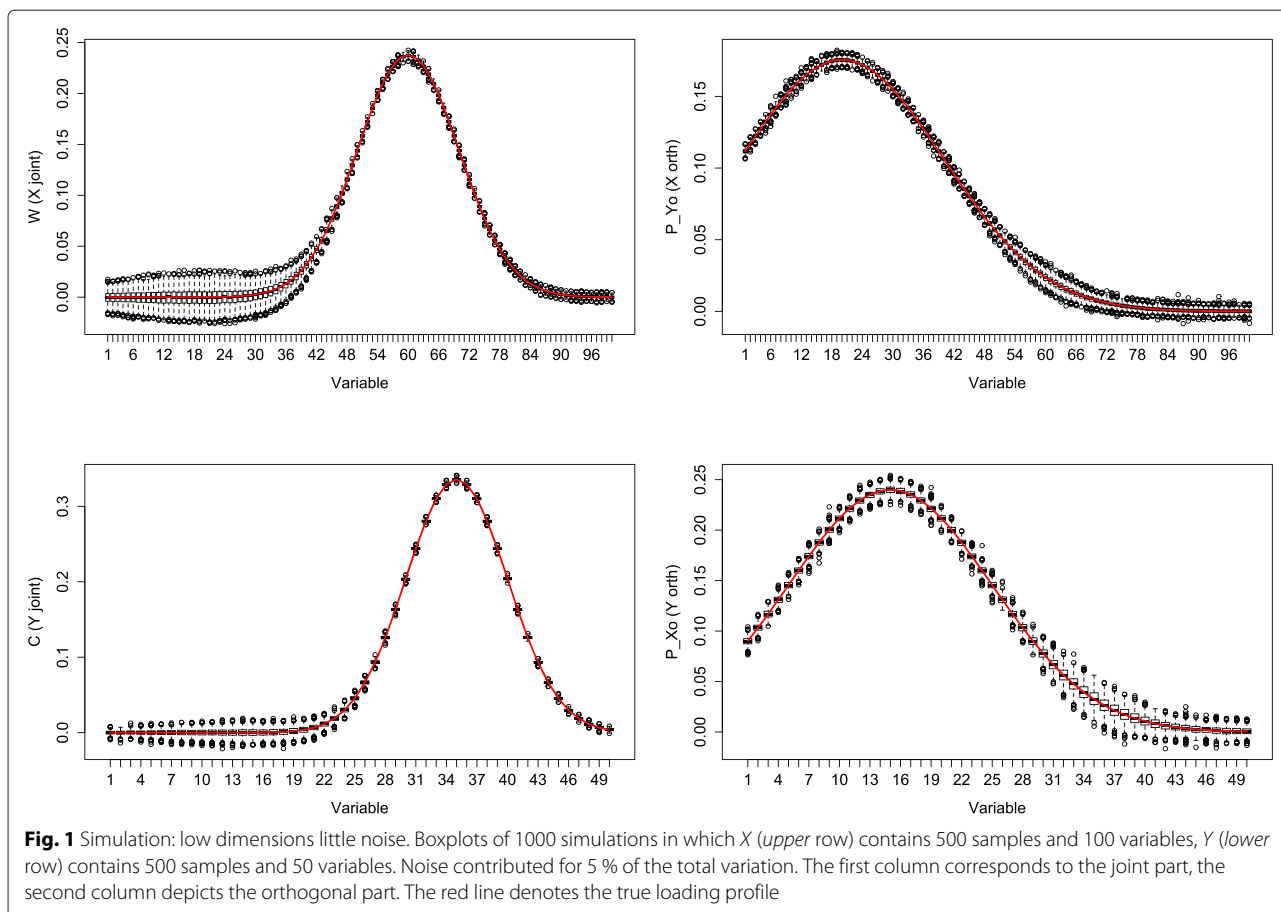 W (X joint)
0.00 0.05 0.10 0.15 0.20 0.25
1 6 12 18 24 30 36 42 48 54 60 66 72 78 84 90 96
Variable
P_Yo (X orth)
0.00 0.05 0.10 0.15
1 6 12 18 24 30 36 42 48 54 60 66 72 78 84 90 96
Variable
C (Y joint)
0.0 0.1 0.2 0.3
1 4 7 10 13 16 19 22 25 28 31 34 37 40 43 46 49
Variable
P_Xo (Y orth)
0.00 0.05 0.10 0.15 0.20 0.25
1 4 7 10 13 16 19 22 25 28 31 34 37 40 43 46 49
Variable
Fig. 1 Simulation: low dimensions little noise. Boxplots of 1000 simulations in which X (upper row) contains 500 samples and 100 variables, Y (lower
row) contains 500 samples and 50 variables. Noise contributed for 5 % of the total variation. The first column corresponds to the joint part, the
second column depicts the orthogonal part. The red line denotes the true loading profile